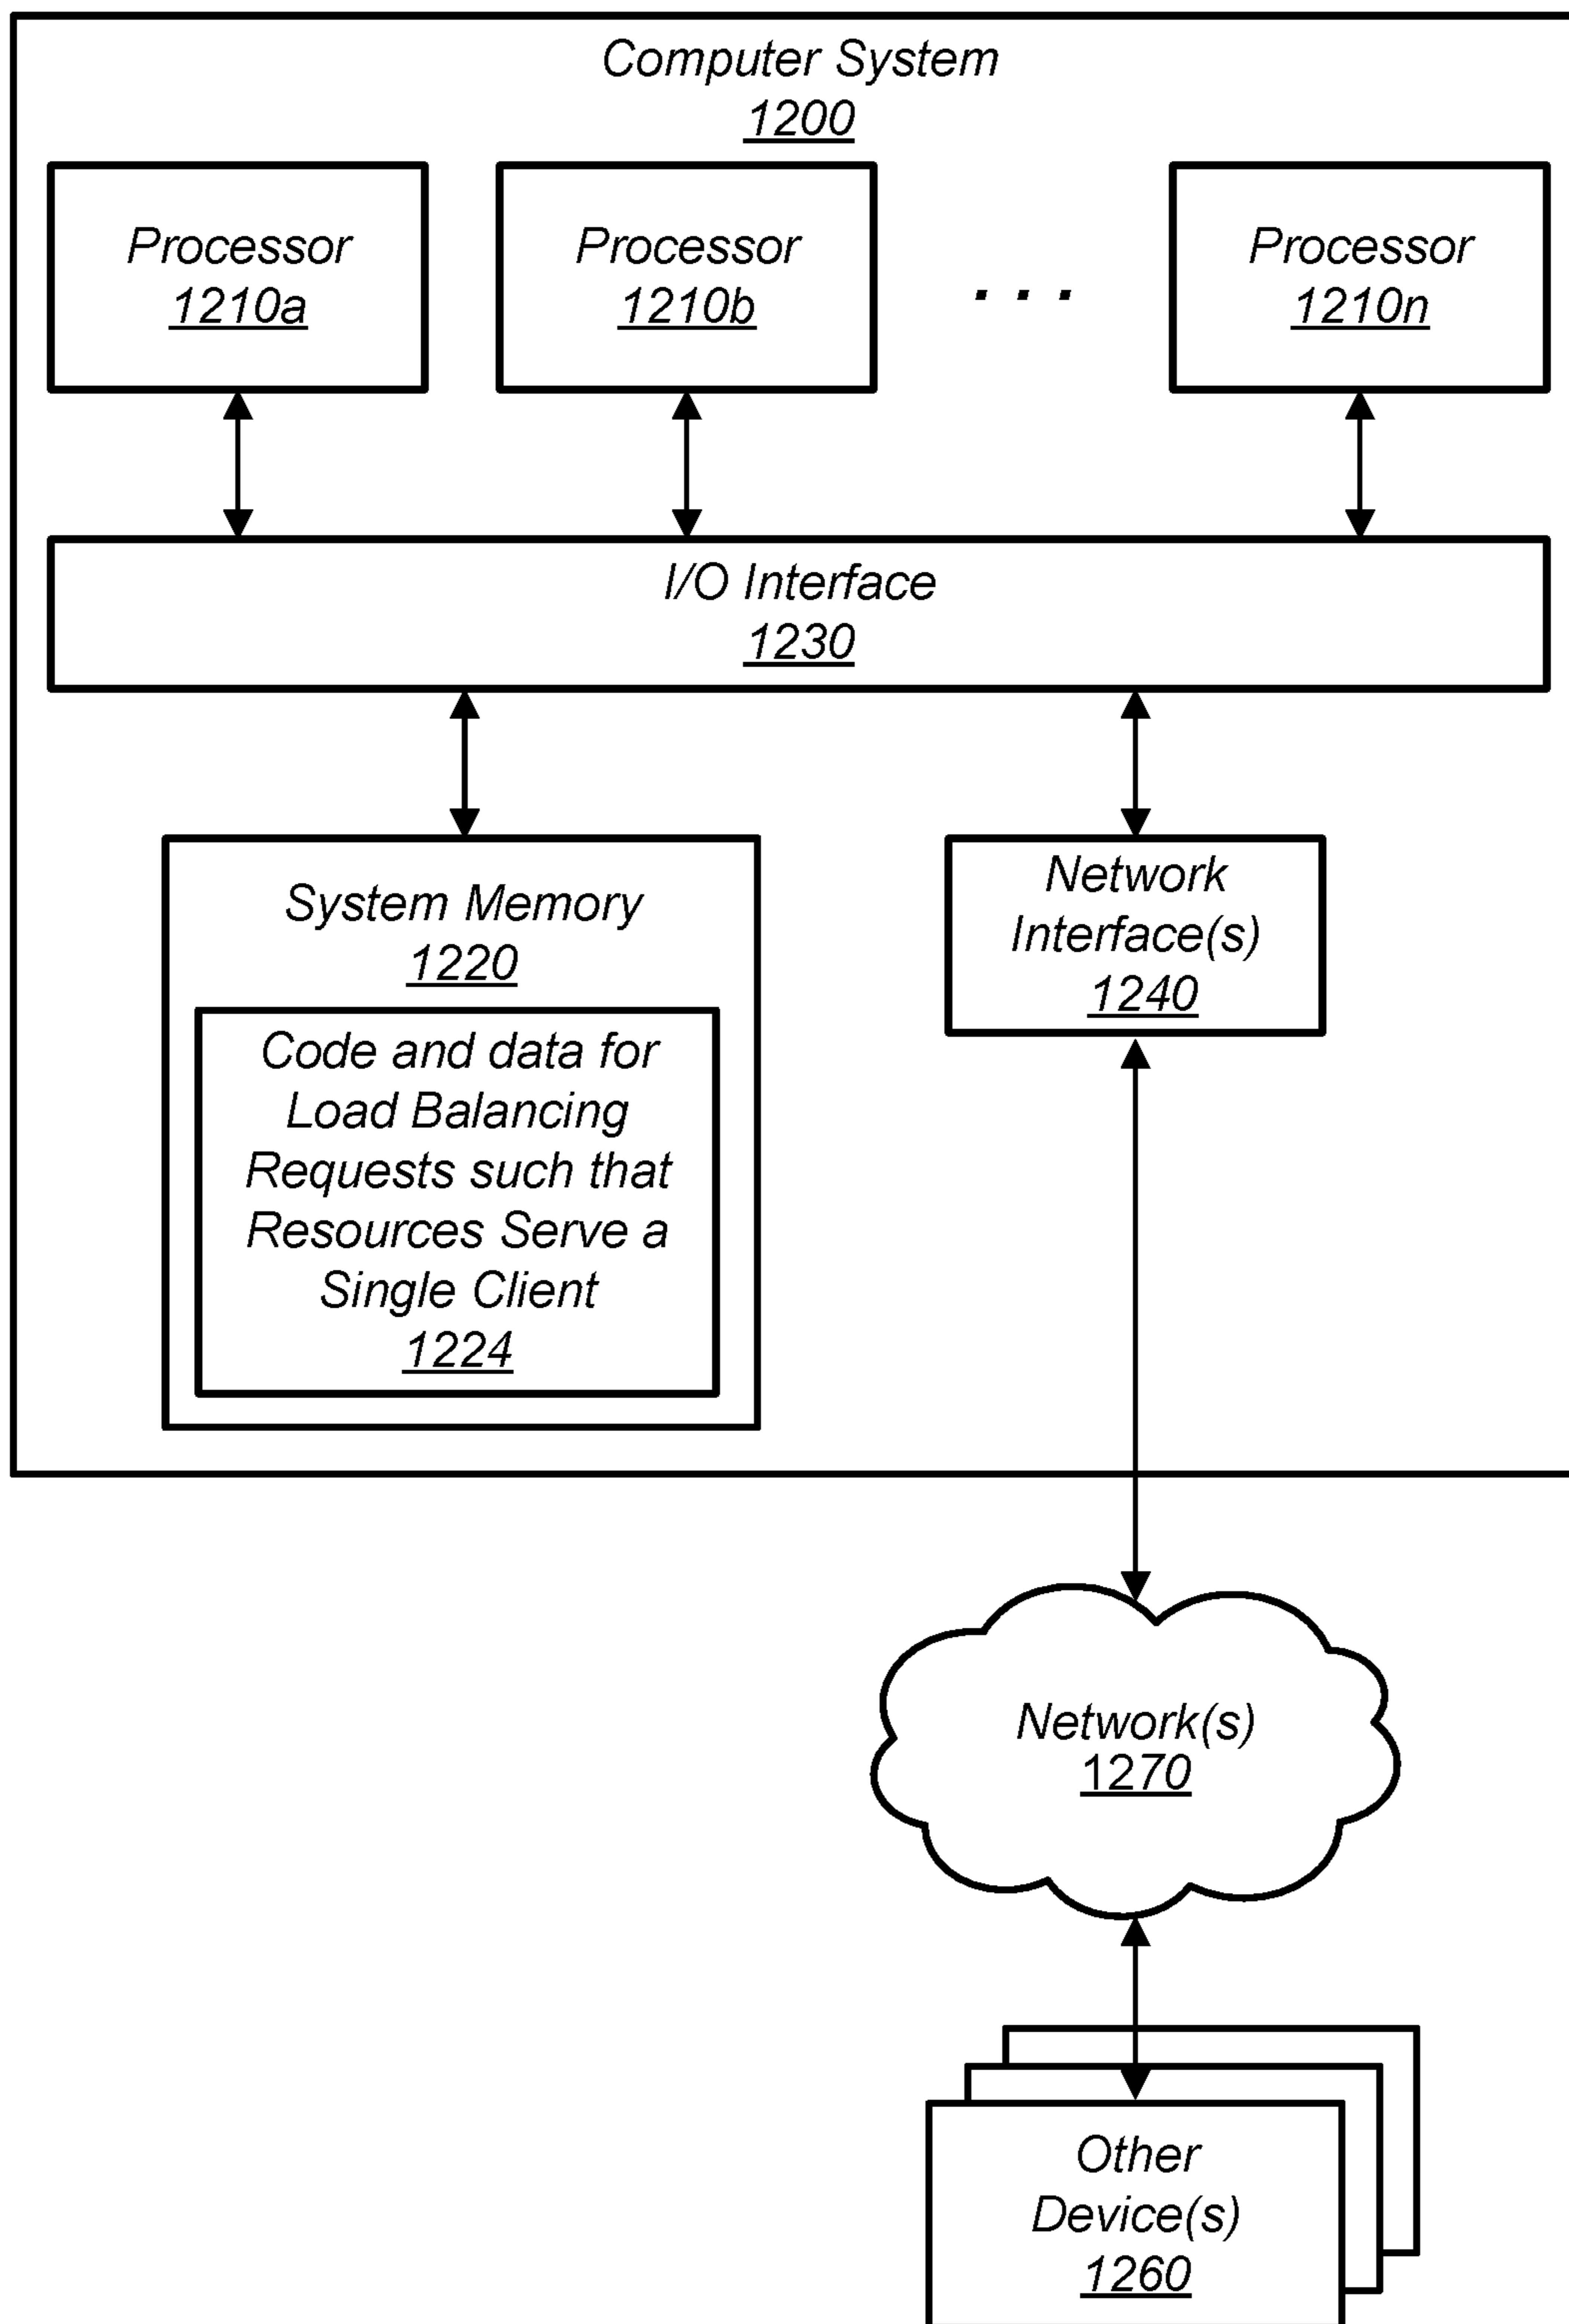 Computer System
1200
Processor
1210a
Processor
1210b
. . .
Processor
1210n
I/O Interface
1230
System Memory
1220
Code and data for
Load Balancing
Requests such that
Resources Serve a
Single Client
1224
Network
Interface(s)
1240
Network(s)
1270
Other
Device(s)
1260